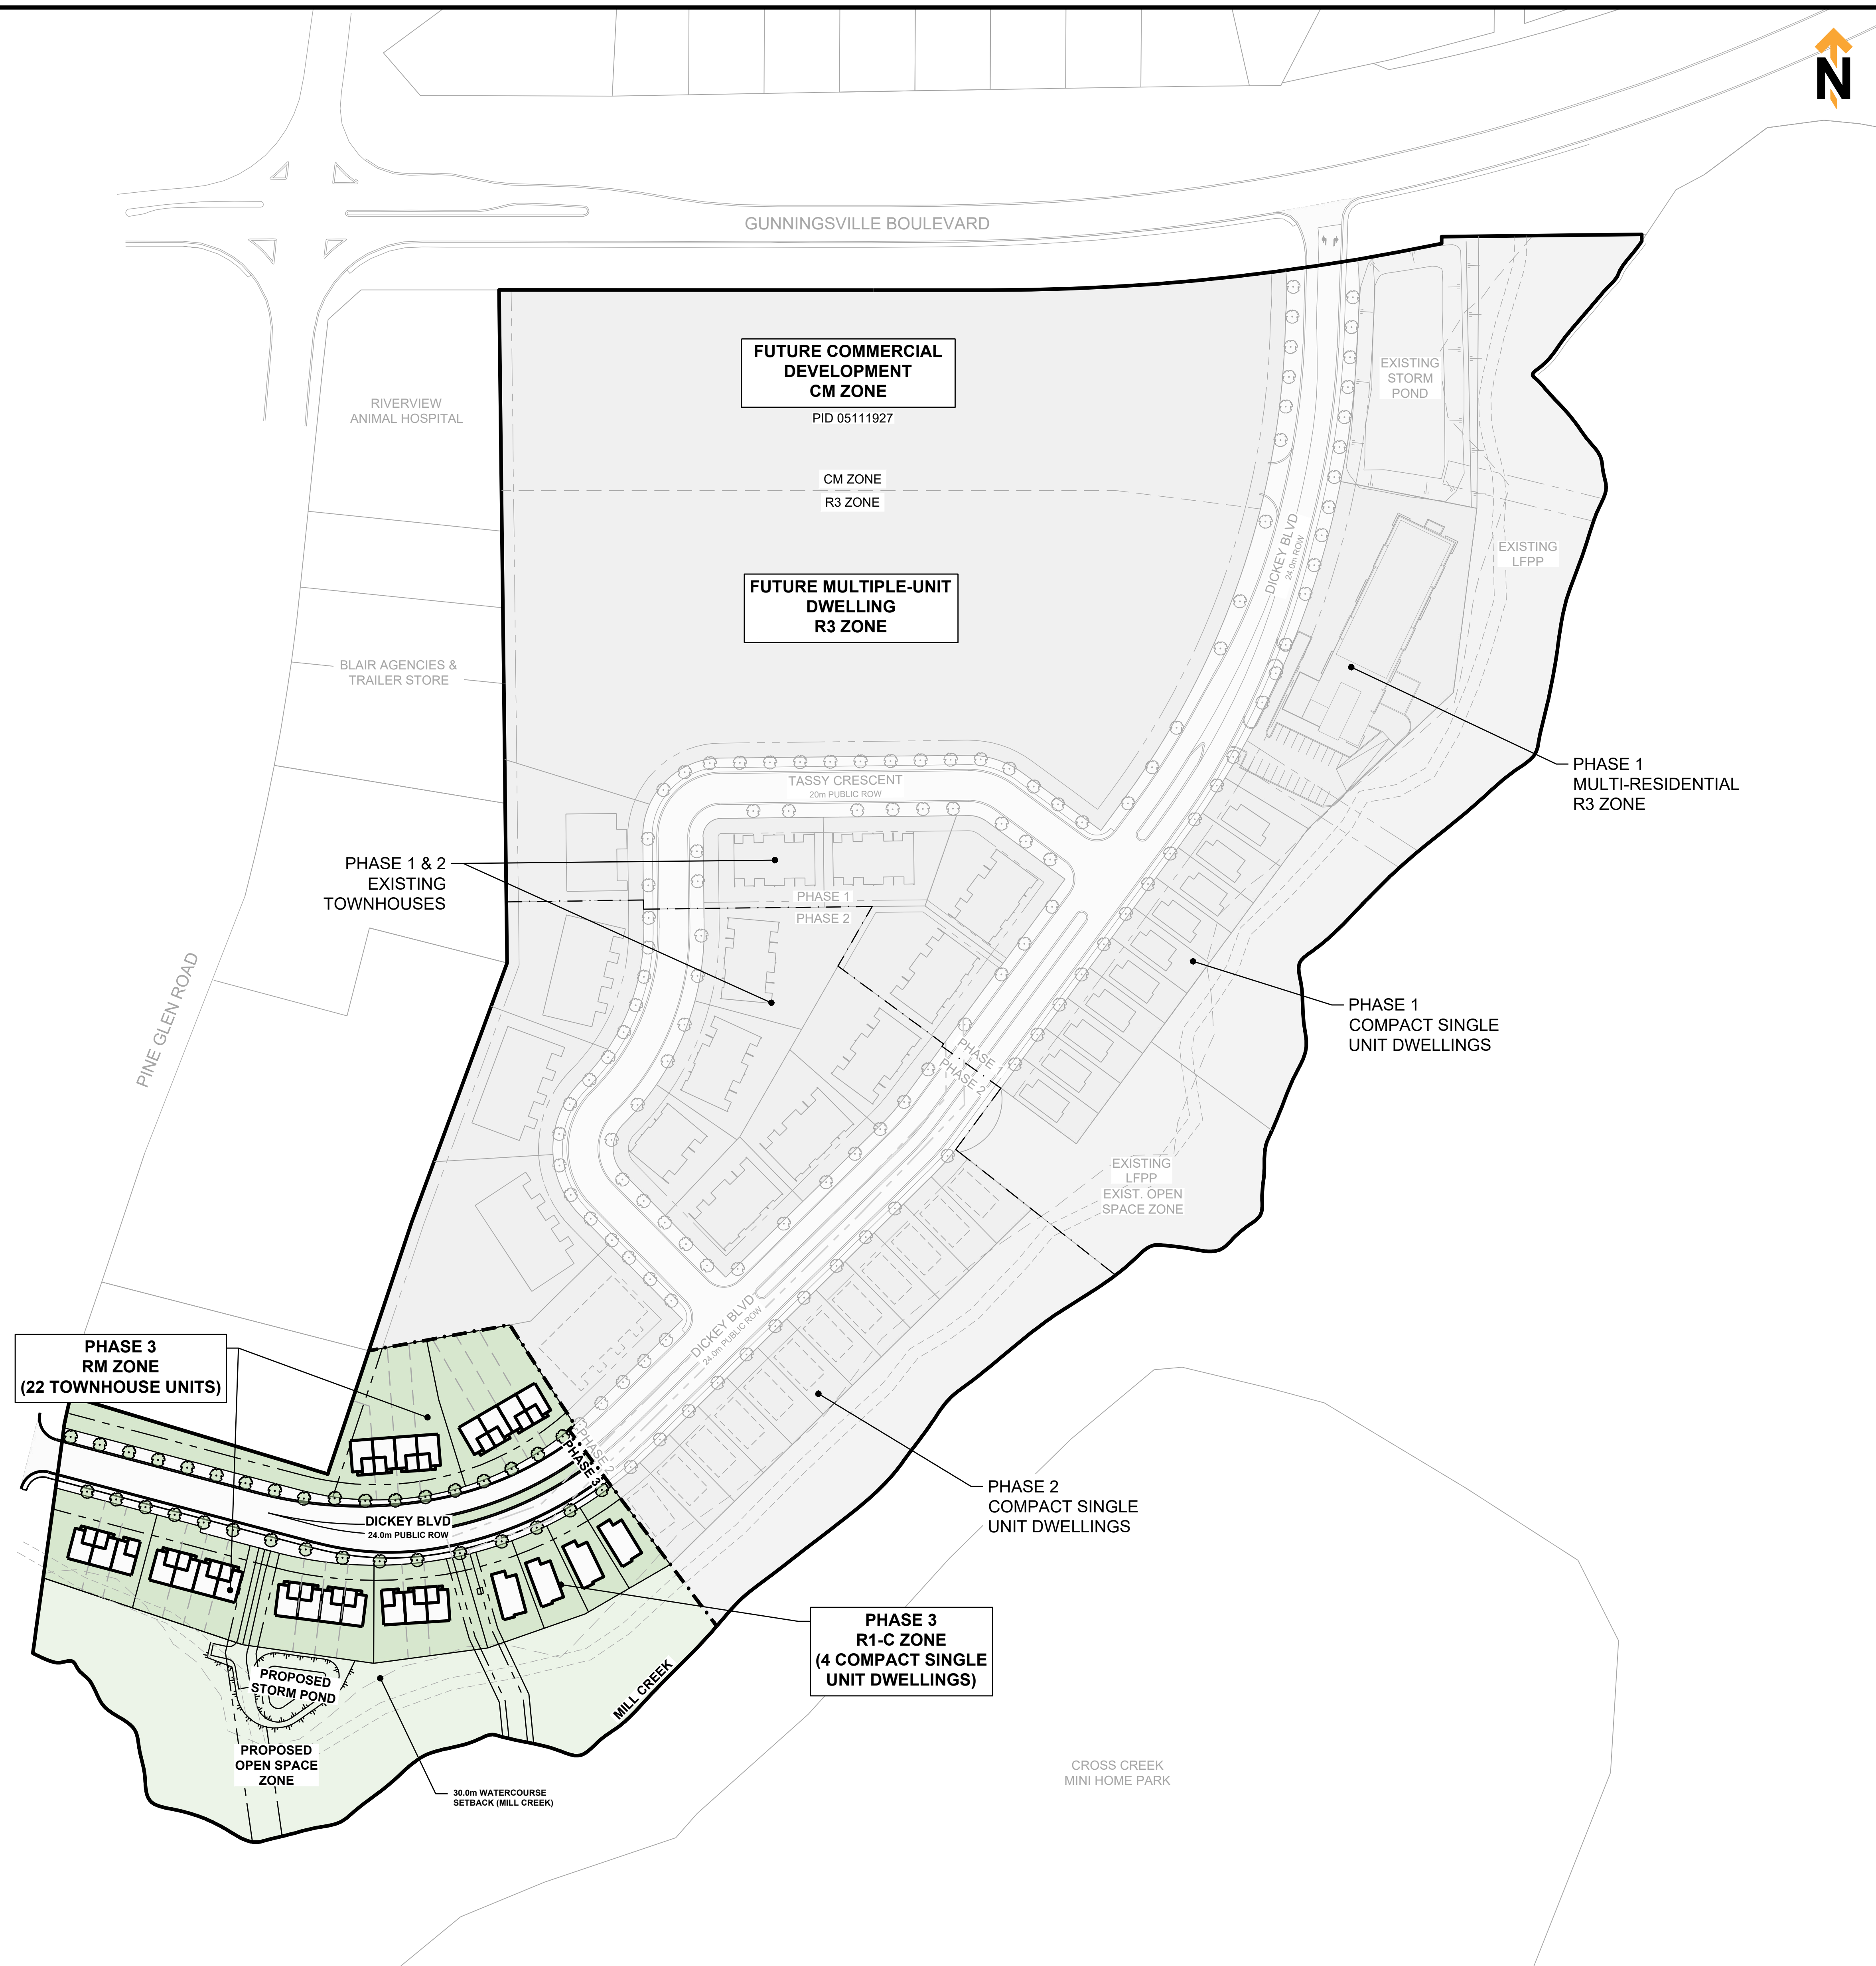 N
GUNNINGSVILLE BOULEVARD
FUTURE COMMERCIAL
DEVELOPMENT
CM ZONE
PID 05111927
RIVERVIEW
ANIMAL HOSPITAL
EXISTING
STORM
POND
CM ZONE
R3 ZONE
DICKEY BLVD
24.0m ROW
EXISTING
LFPP
FUTURE MULTIPLE-UNIT
DWELLING
R3 ZONE
BLAIR AGENCIES &
TRAILER STORE
PHASE 1
MULTI-RESIDENTIAL
R3 ZONE
TASSY CRESCENT
20m PUBLIC ROW
PHASE 1 & 2
EXISTING
TOWNHOUSES
PHASE 1
PHASE 2
PINE GLEN ROAD
PHASE 1
COMPACT SINGLE
UNIT DWELLINGS
PHASE 1
PHASE 2
EXISTING
LFPP
EXIST. OPEN
SPACE ZONE
DICKEY BLVD
24.0m PUBLIC ROW
PHASE 3
RM ZONE
(22 TOWNHOUSE UNITS)
PHASE 2
PHASE 3
PHASE 2
COMPACT SINGLE
UNIT DWELLINGS
DICKEY BLVD
24.0m PUBLIC ROW
PHASE 3
R1-C ZONE
(4 COMPACT SINGLE
UNIT DWELLINGS)
PROPOSED
STORM POND
MILL CREEK
PROPOSED
OPEN SPACE
ZONE
30.0m WATERCOURSE
SETBACK (MILL CREEK)
CROSS CREEK
MINI HOME PARK